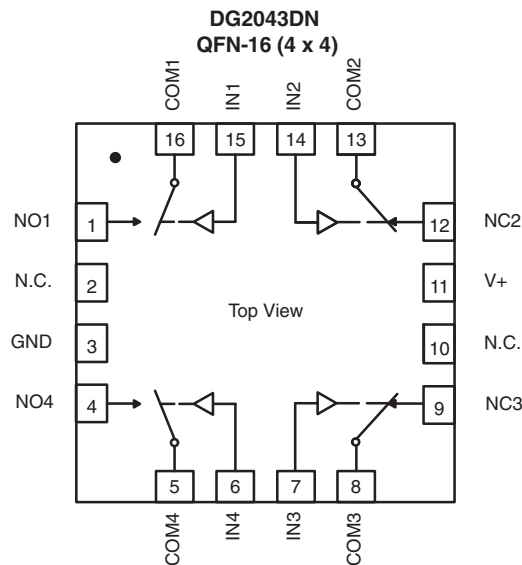 DG2043DN
QFN-16 (4 x 4)
COM1
IN1
IN2
COM2
16
15
14
13
NO1
1
12
NC2
N.C.
2
11
V+
Top View
GND
3
10
N.C.
NO4
4
9
NC3
5
6
7
8
COM4
IN4
IN3
COM3